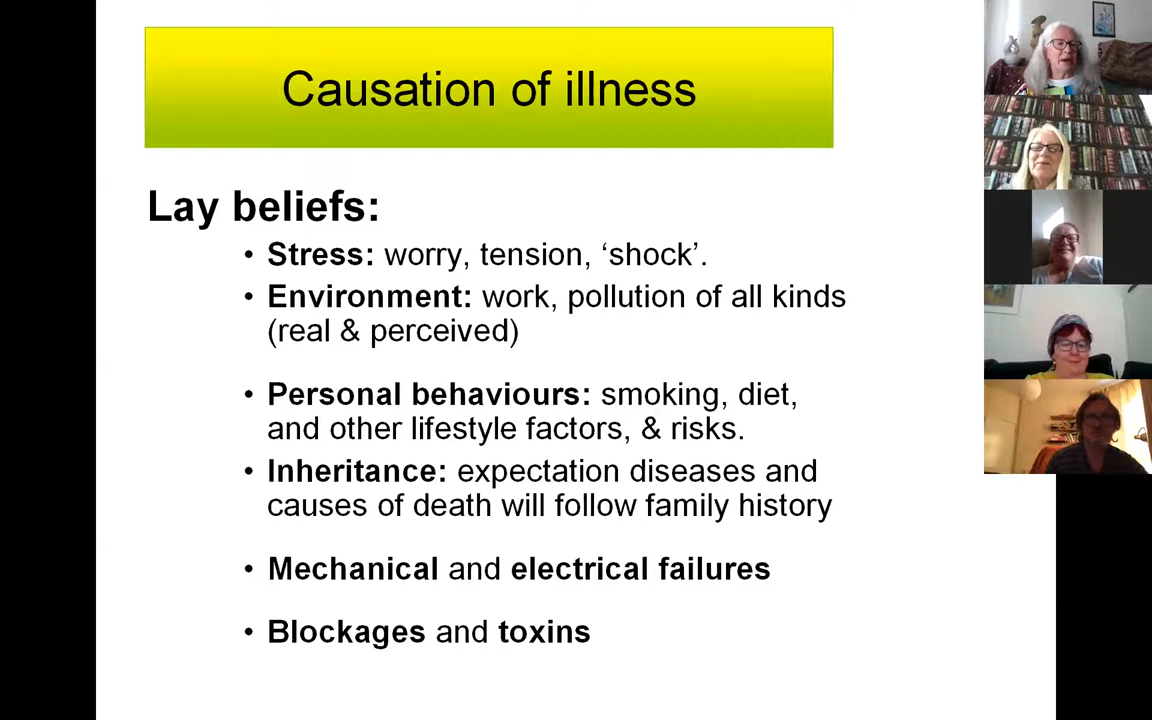 Causation of illness
Lay beliefs:
• Stress: worry, tension, ‘shock’.
• Environment: work, pollution of all kinds
(real & perceived)
• Personal behaviours: smoking, diet,
and other lifestyle factors, & risks.
• Inheritance: expectation diseases and
causes of death will follow family history
• Mechanical and electrical failures
• Blockages and toxins